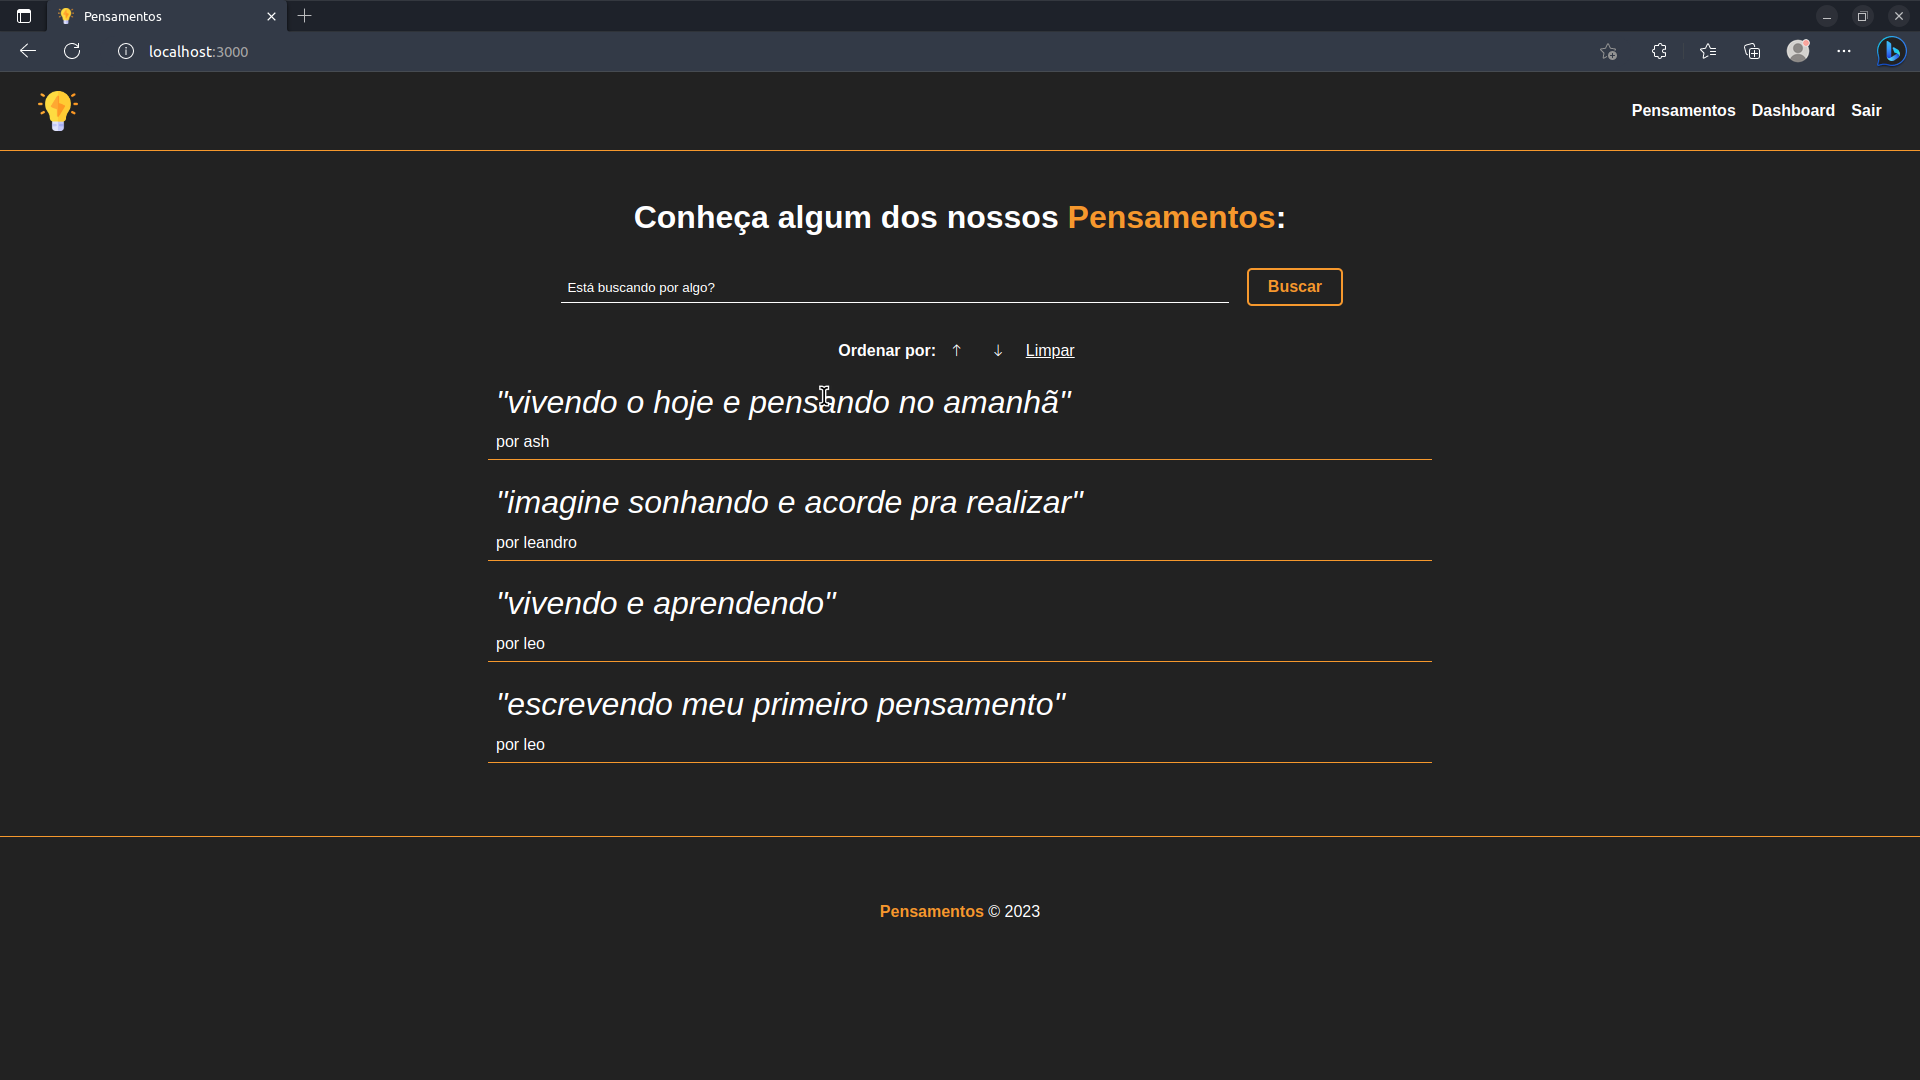 Pensamentos
localhost:3000
Pensamentos Dashboard Sair
Conheça algum dos nossos Pensamentos:
Está buscando por algo? Buscar
Ordenar por: ↑ ↓ Limpar
"vivendo o hoje e pensando no amanhã"
por ash
"imagine sonhando e acorde pra realizar"
por leandro
"vivendo e aprendendo"
por leo
"escrevendo meu primeiro pensamento"
por leo
Pensamentos © 2023